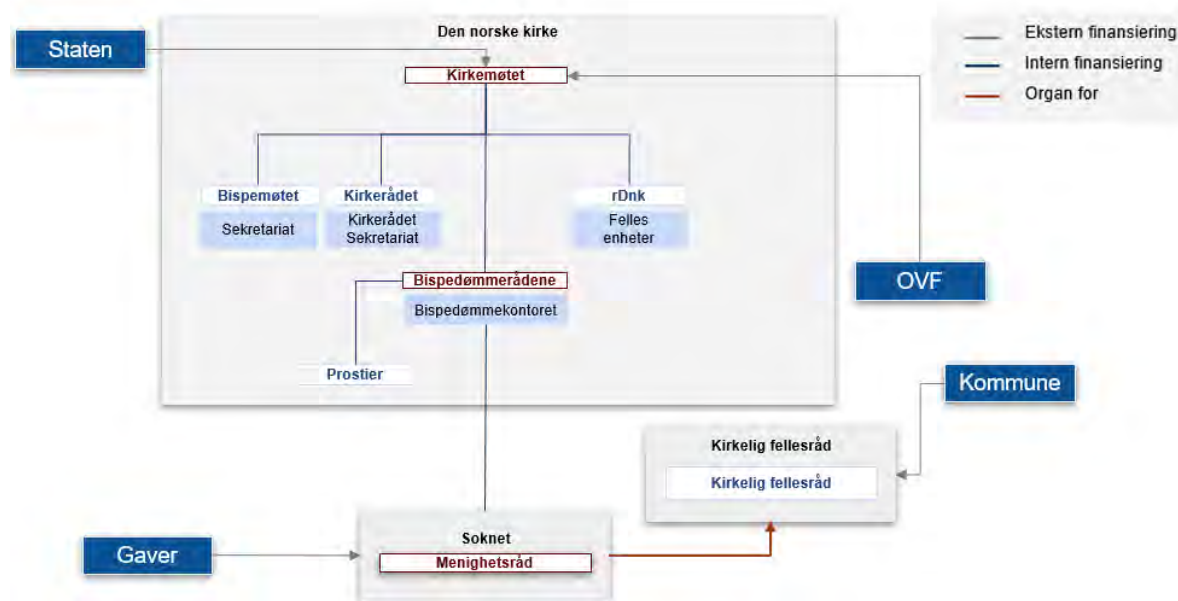 Staten
Den norske kirke
Kirkemøtet
Ekstern finansiering
Intern finansiering
Organ for
Bispemøtet
Sekretariat
Kirkerådet
Kirkerådet
Sekretariat
rDnk
Felles
enheter
Bispedømmerådene
Bispedømmekontoret
OVF
Prostier
Kommune
Kirkelig fellesråd
Kirkelig fellesråd
Gaver
Soknet
Menighetsråd